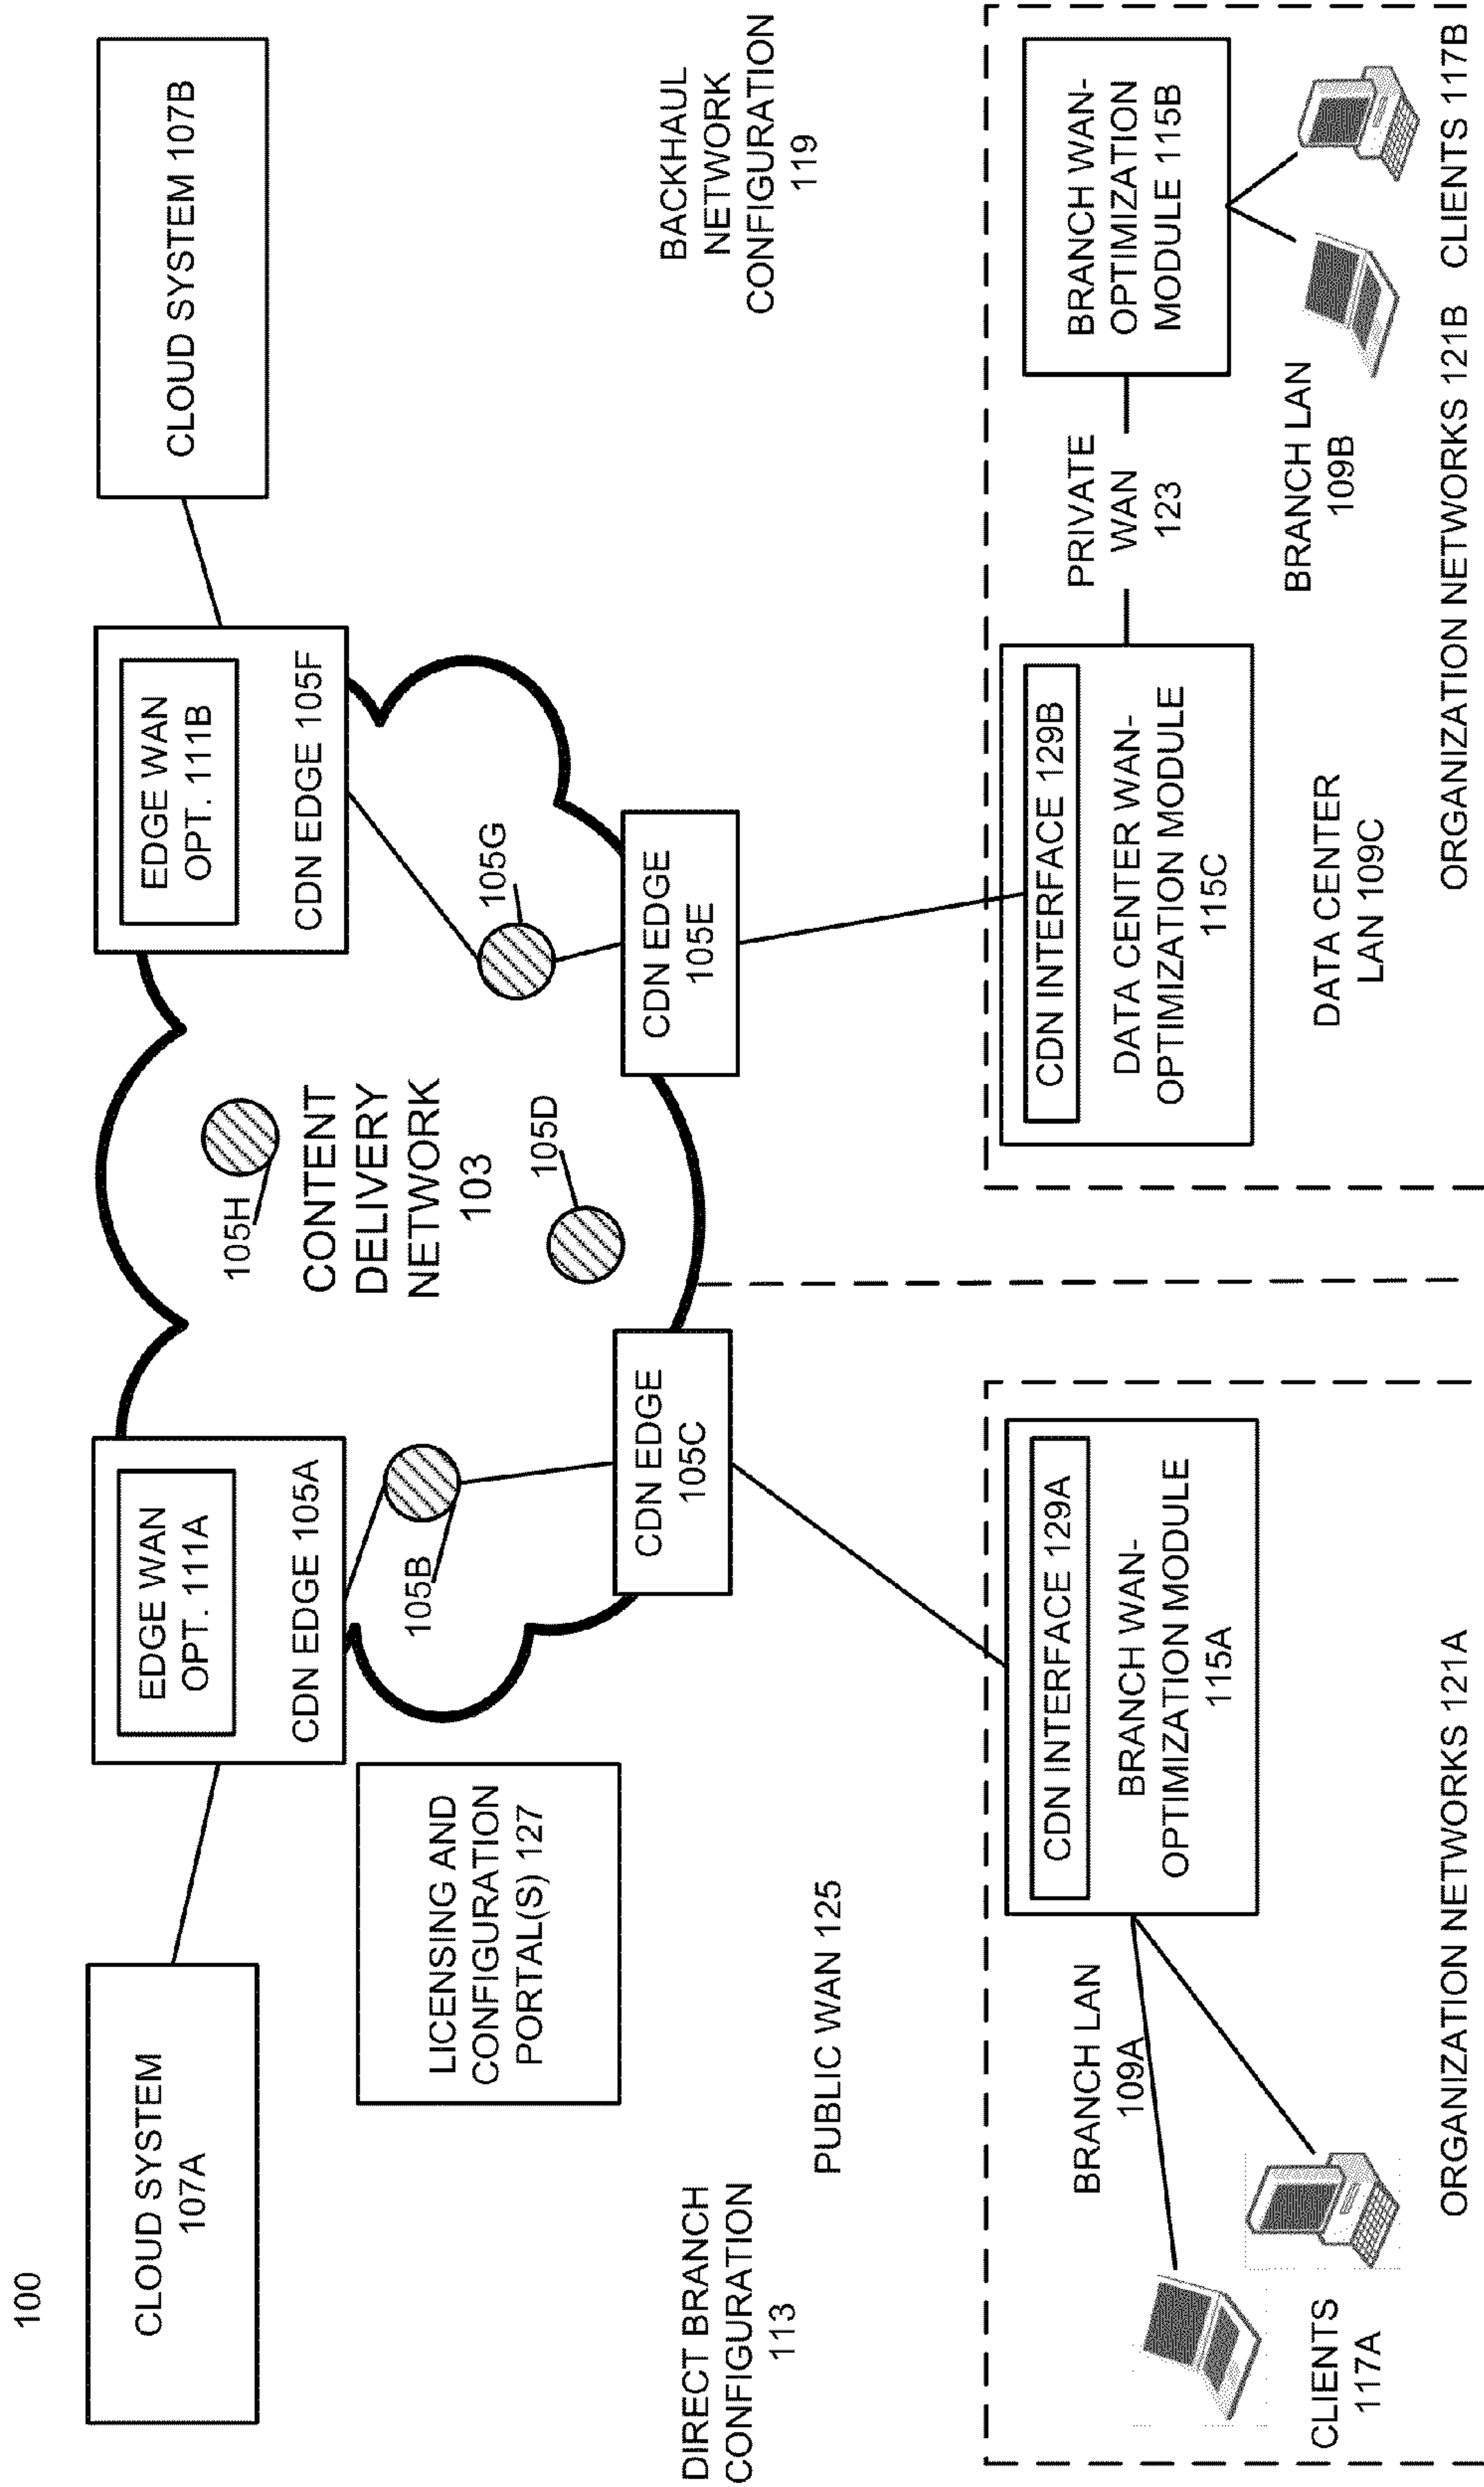 100
CLOUD SYSTEM
107A
EDGE WAN
OPT. 111A
CDN EDGE 105A
EDGE WAN
OPT. 111B
CDN EDGE 105F
CLOUD SYSTEM 107B
LICENSING AND
CONFIGURATION
PORTAL(S) 127
105B
105H
CONTENT
DELIVERY
NETWORK
103
105D
105G
CDN EDGE
105C
CDN EDGE
105E
DIRECT BRANCH
CONFIGURATION
113
PUBLIC WAN 125
BACKHAUL
NETWORK
CONFIGURATION
119
BRANCH LAN
109A
CLIENTS
117A
CDN INTERFACE 129A
BRANCH WAN-
OPTIMIZATION MODULE
115A
ORGANIZATION NETWORKS 121A
CDN INTERFACE 129B
DATA CENTER WAN-
OPTIMIZATION MODULE
115C
DATA CENTER
LAN 109C
PRIVATE
WAN
123
BRANCH WAN-
OPTIMIZATION
MODULE 115B
BRANCH LAN
109B
ORGANIZATION NETWORKS 121B
CLIENTS 117B